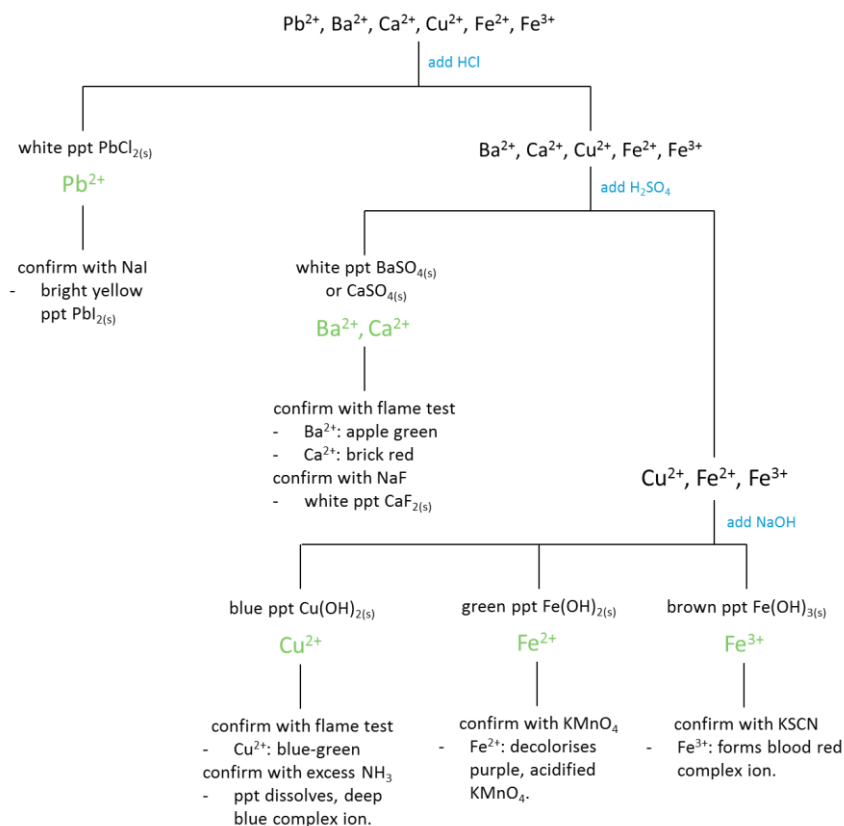 Pb²⁺, Ba²⁺, Ca²⁺, Cu²⁺, Fe²⁺, Fe³⁺
add HCl
white ppt PbCl₂₍ₛ₎
Pb²⁺
confirm with NaI
- bright yellow
ppt PbI₂₍ₛ₎
Ba²⁺, Ca²⁺, Cu²⁺, Fe²⁺, Fe³⁺
add H₂SO₄
white ppt BaSO₄₍ₛ₎
or CaSO₄₍ₛ₎
Ba²⁺, Ca²⁺
confirm with flame test
- Ba²⁺: apple green
- Ca²⁺: brick red
confirm with NaF
- white ppt CaF₂₍ₛ₎
Cu²⁺, Fe²⁺, Fe³⁺
add NaOH
blue ppt Cu(OH)₂₍ₛ₎
Cu²⁺
confirm with flame test
- Cu²⁺: blue-green
confirm with excess NH₃
- ppt dissolves, deep
blue complex ion.
green ppt Fe(OH)₂₍ₛ₎
Fe²⁺
confirm with KMnO₄
- Fe²⁺: decolorises
purple, acidified
KMnO₄.
brown ppt Fe(OH)₃₍ₛ₎
Fe³⁺
confirm with KSCN
- Fe³⁺: forms blood red
complex ion.